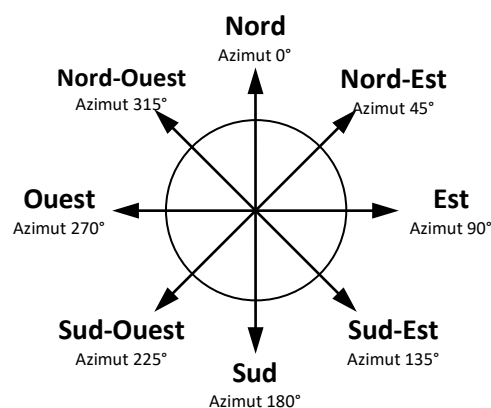 Nord
Azimut 0°
Nord-Ouest
Azimut 315°
Nord-Est
Azimut 45°
Ouest
Azimut 270°
Est
Azimut 90°
Sud-Ouest
Azimut 225°
Sud-Est
Azimut 135°
Sud
Azimut 180°